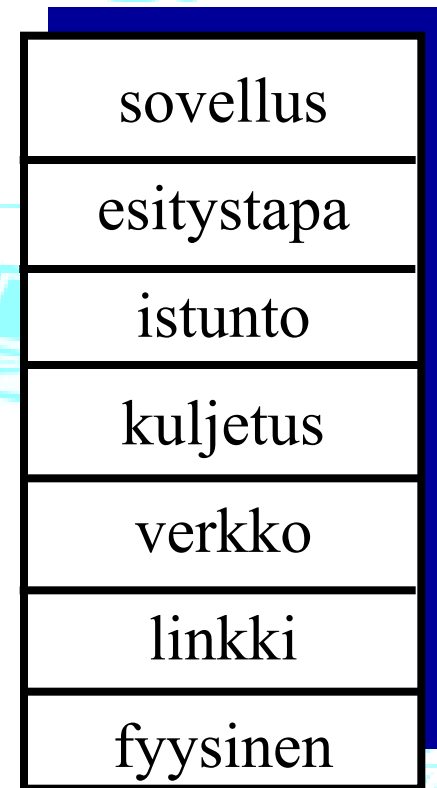 sovellus
esitystapa
istunto
kuljetus
verkko
linkki
fyysinen